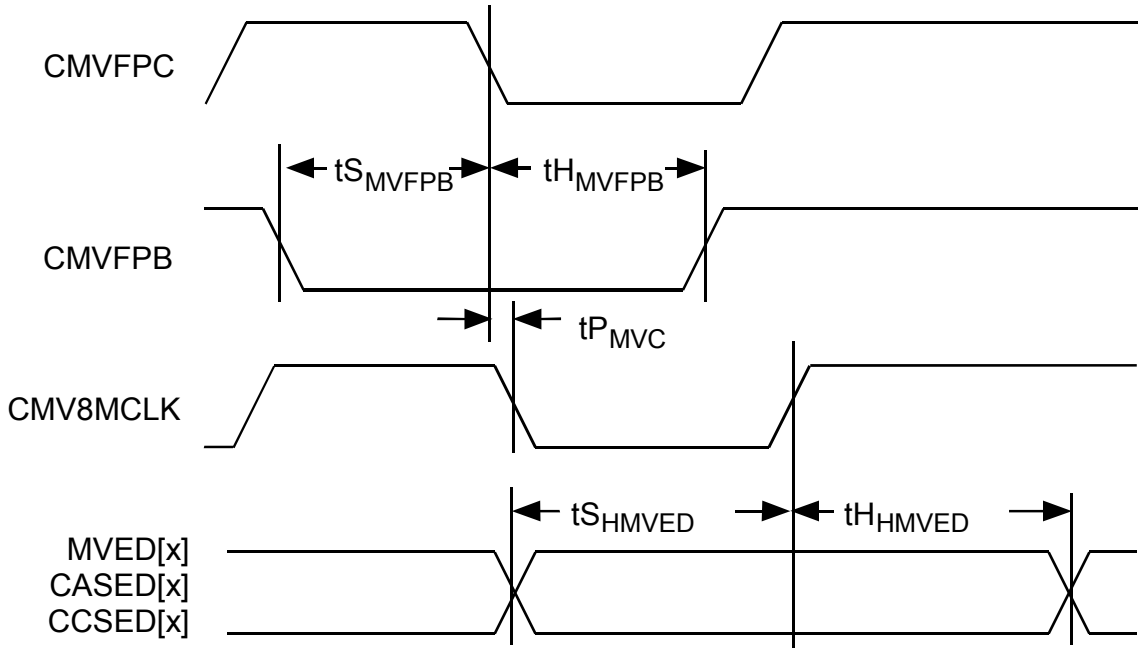 CMVFPC
tSMVFPB tHMVFPB
CMVFPB
tPMVC
CMV8MCLK
tSHMVED tHHMVED
MVED[x]
CASED[x]
CCSED[x]